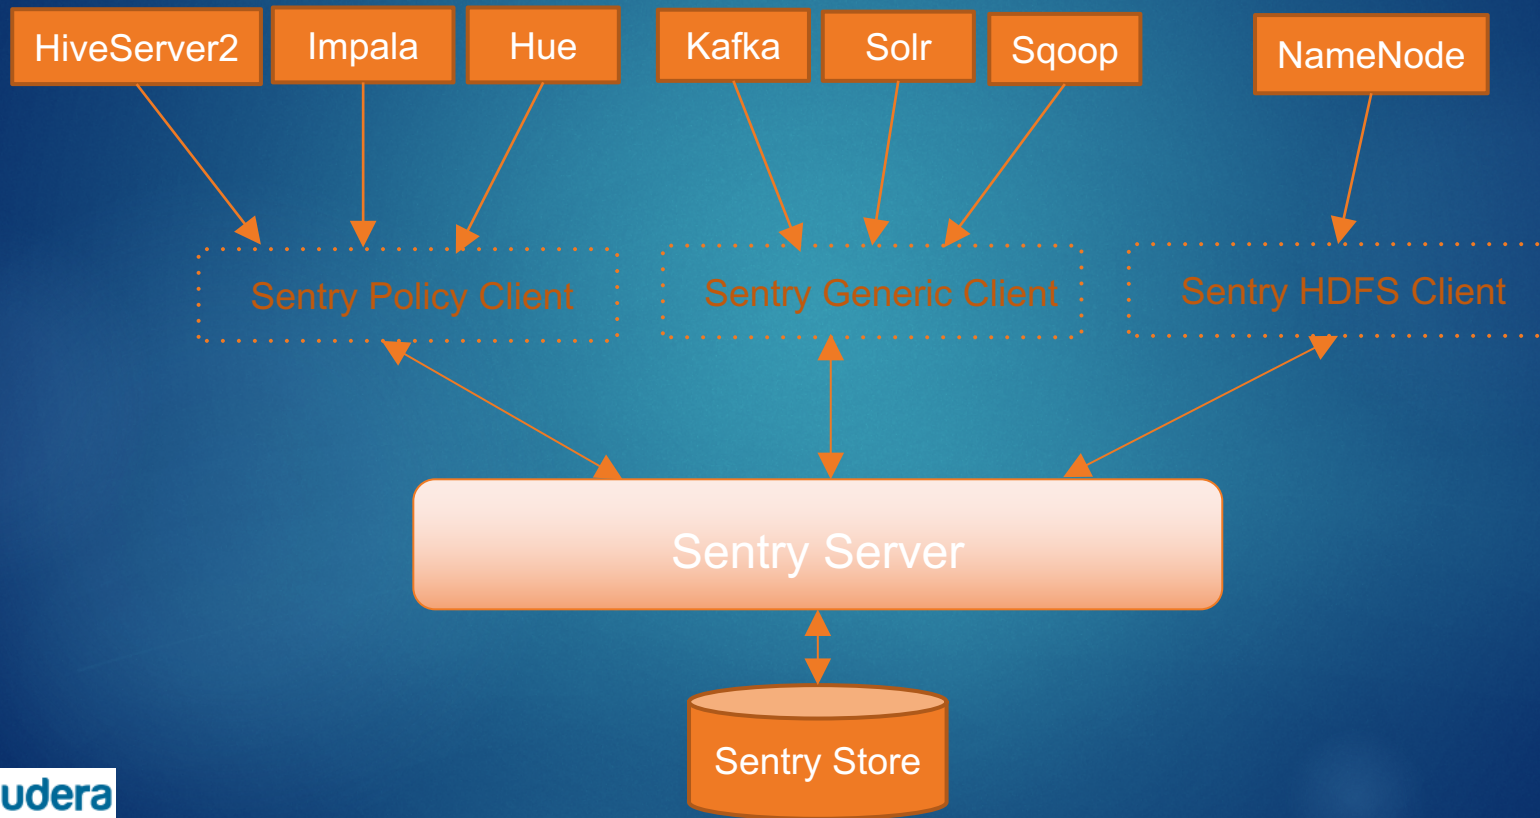 HiveServer2
Impala
Hue
Kafka
Solr
Sqoop
NameNode
Sentry Policy Client
Sentry Generic Client
Sentry HDFS Client
Sentry Server
Sentry Store
udera